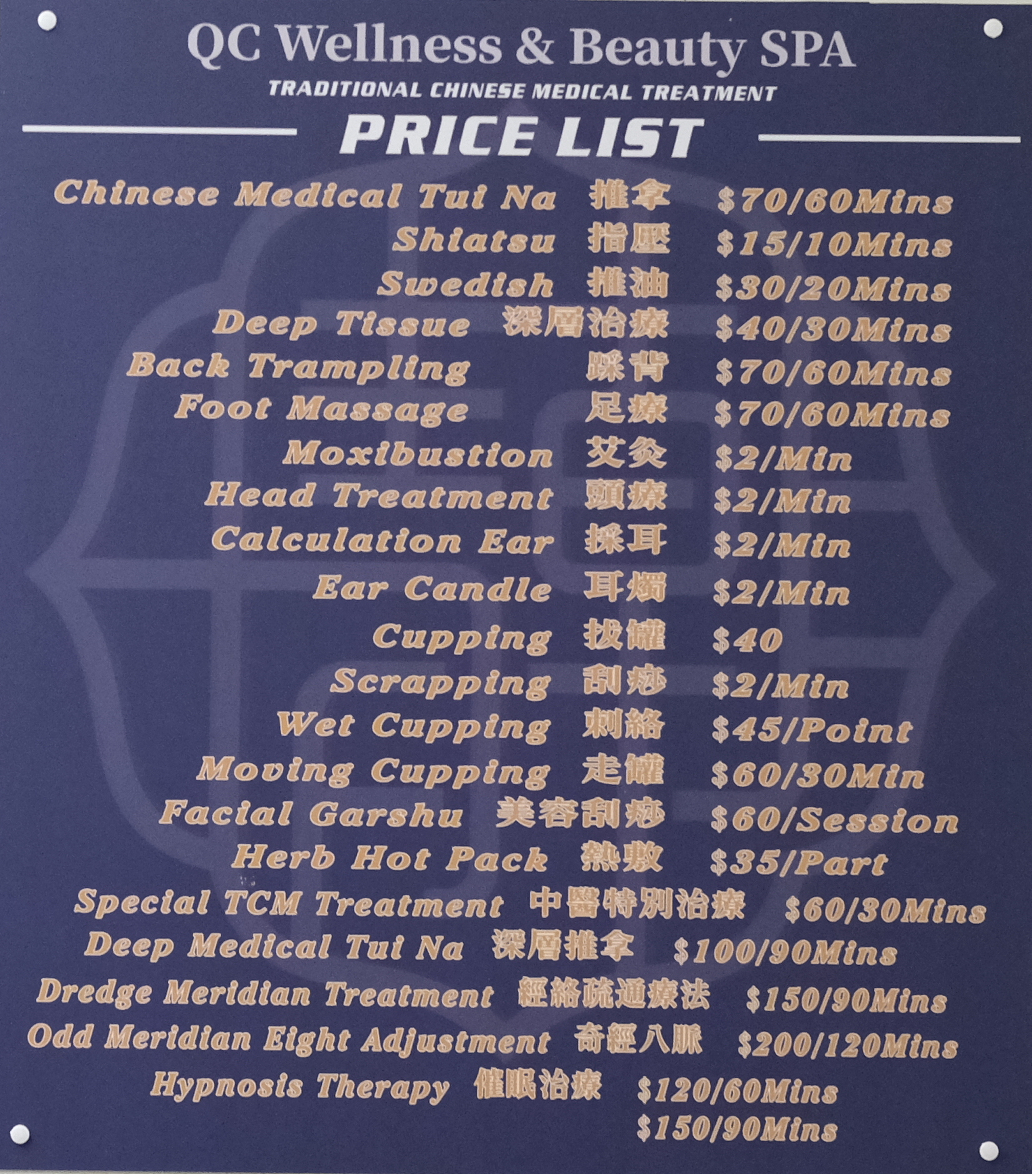 QC Wellness & Beauty SPA
TRADITIONAL CHINESE MEDICAL TREATMENT
PRICE LIST
Chinese Medical Tui Na 推拿 $70/60Mins
Shiatsu 指壓 $15/10Mins
Swedish 推油 $30/20Mins
Deep Tissue 深層治療 $40/30Mins
Back Trampling 踩背 $70/60Mins
Foot Massage 足療 $70/60Mins
Moxibustion 艾灸 $2/Min
Head Treatment 頭療 $2/Min
Calculation Ear 採耳 $2/Min
Ear Candle 耳燭 $2/Min
Cupping 拔罐 $40
Scrapping 刮痧 $2/Min
Wet Cupping 刺絡 $45/Point
Moving Cupping 走罐 $60/30Min
Facial Garshu 美容刮痧 $60/Session
Herb Hot Pack 熱敷 $35/Part
Special TCM Treatment 中醫特別治療 $60/30Mins
Deep Medical Tui Na 深層推拿 $100/90Mins
Dredge Meridian Treatment 經絡疏通療法 $150/90Mins
Odd Meridian Eight Adjustment 奇經八脈 $200/120Mins
Hypnosis Therapy 催眠治療 $120/60Mins
$150/90Mins